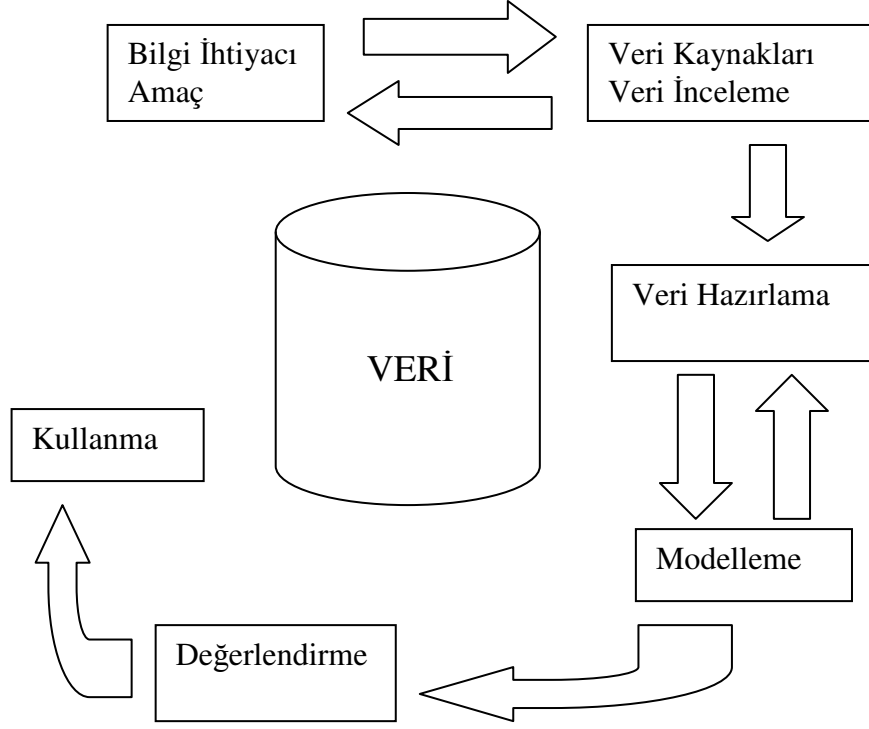 Bilgi İhtiyacı
Amaç
Veri Kaynakları
Veri İnceleme
Veri Hazırlama
VERİ
Kullanma
Modelleme
Değerlendirme